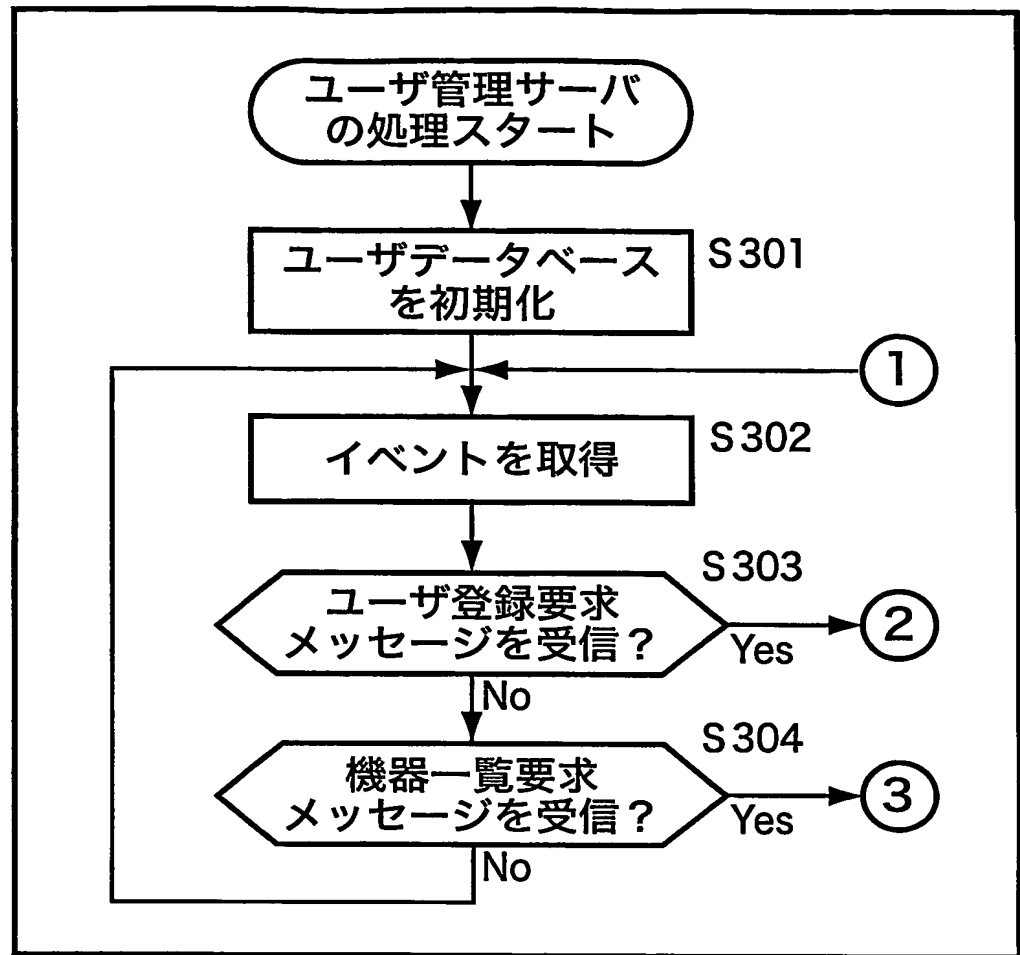 ユーザ管理サーバ
の処理スタート
ユーザデータベース
を初期化
S301
1
イベントを取得
S302
ユーザ登録要求
メッセージを受信？
S303
Yes
2
No
機器一覧要求
メッセージを受信？
S304
Yes
3
No